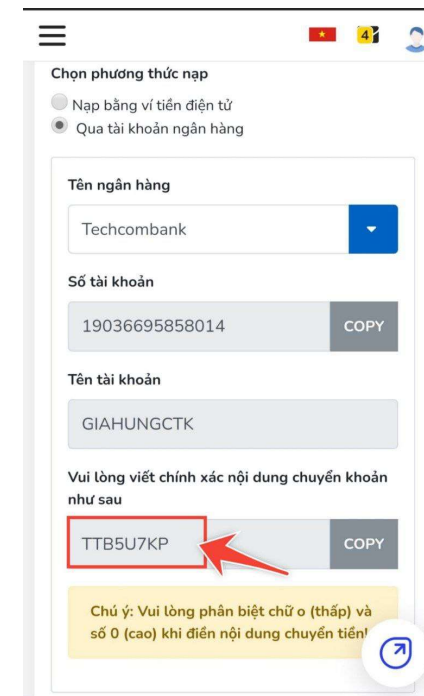 4
Chọn phương thức nạp
Nạp bằng ví tiền điện tử
Qua tài khoản ngân hàng
Tên ngân hàng
Techcombank
Số tài khoản
19036695858014 COPY
Tên tài khoản
GIAHUNGCTK
Vui lòng viết chính xác nội dung chuyển khoản
như sau
TTB5U7KP COPY
Chú ý: Vui lòng phân biệt chữ o (thấp) và
số 0 (cao) khi điền nội dung chuyển tiền!